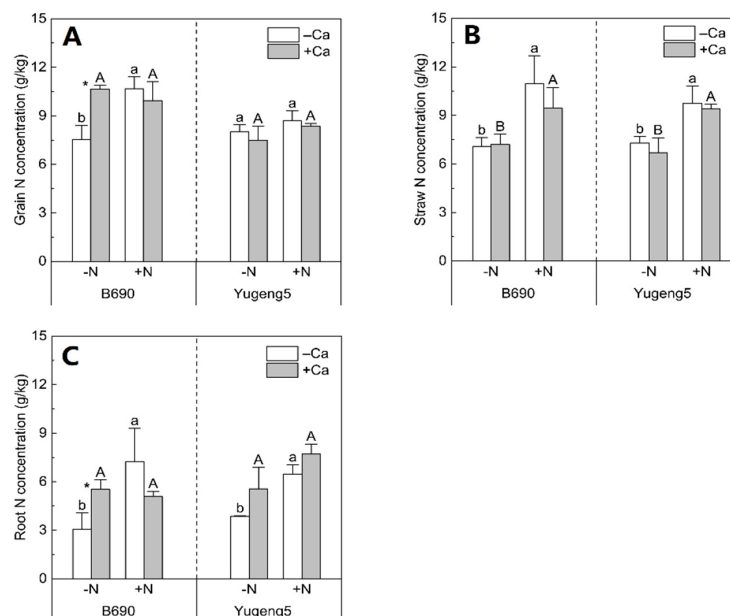 A
−Ca
+Ca
Grain N concentration (g/kg)
15
12
9
6
3
0
* A a A
b
a A a A
-N +N -N +N
B690 Yugeng5
B
−Ca
+Ca
Straw N concentration (g/kg)
15
12
9
6
3
0
b B a A
b B a A
-N +N -N +N
B690 Yugeng5
C
−Ca
+Ca
Root N concentration (g/kg)
15
12
9
6
3
0
* A a A
b
b A a A
-N +N -N +N
B690 Yugeng5